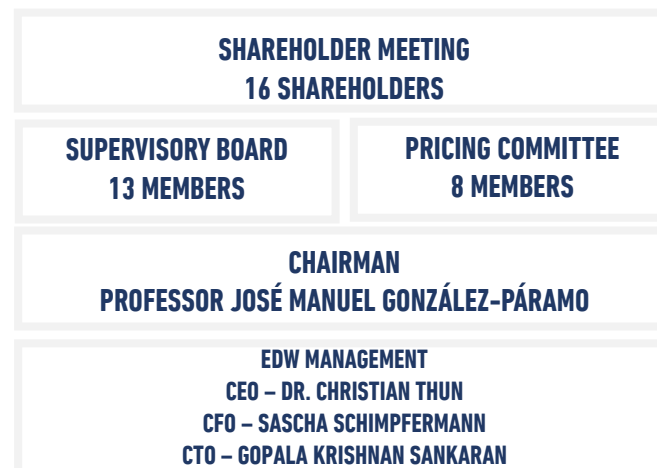 SHAREHOLDER MEETING
16 SHAREHOLDERS
SUPERVISORY BOARD
13 MEMBERS
PRICING COMMITTEE
8 MEMBERS
CHAIRMAN
PROFESSOR JOSÉ MANUEL GONZÁLEZ-PÁRAMO
EDW MANAGEMENT
CEO – DR. CHRISTIAN THUN
CFO – SASCHA SCHIMPFERMANN
CTO – GOPALA KRISHNAN SANKARAN